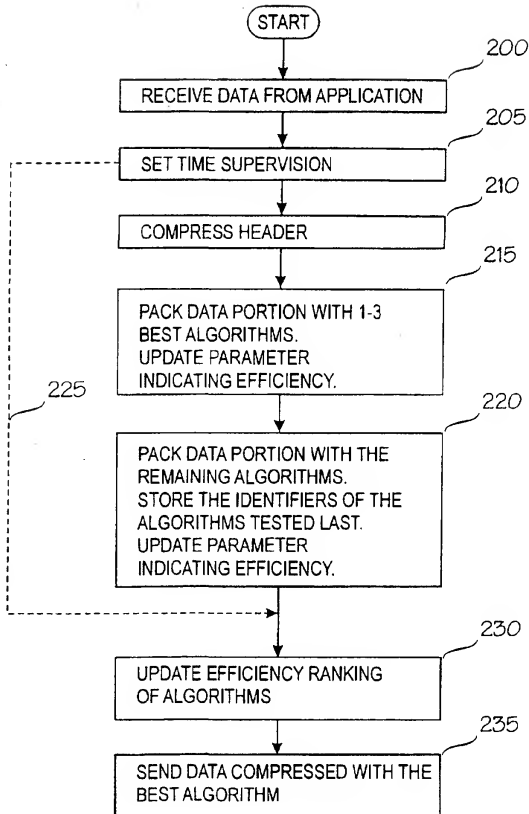 START
200
RECEIVE DATA FROM APPLICATION
205
SET TIME SUPERVISION
210
COMPRESS HEADER
215
PACK DATA PORTION WITH 1-3
BEST ALGORITHMS.
UPDATE PARAMETER
INDICATING EFFICIENCY.
225
220
PACK DATA PORTION WITH THE
REMAINING ALGORITHMS.
STORE THE IDENTIFIERS OF THE
ALGORITHMS TESTED LAST.
UPDATE PARAMETER
INDICATING EFFICIENCY.
230
UPDATE EFFICIENCY RANKING
OF ALGORITHMS
235
SEND DATA COMPRESSED WITH THE
BEST ALGORITHM